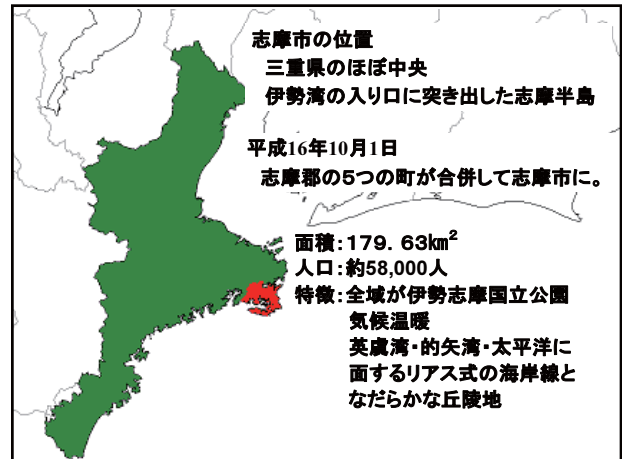 志摩市の位置
三重県のほぼ中央
伊勢湾の入り口に突き出した志摩半島
平成16年10月1日
志摩郡の５つの町が合併して志摩市に。
面積：１７９．６３㎞²
人口：約58,000人
特徴：全域が伊勢志摩国立公園
気候温暖
英虞湾・的矢湾・太平洋に
面するリアス式の海岸線と
なだらかな丘陵地